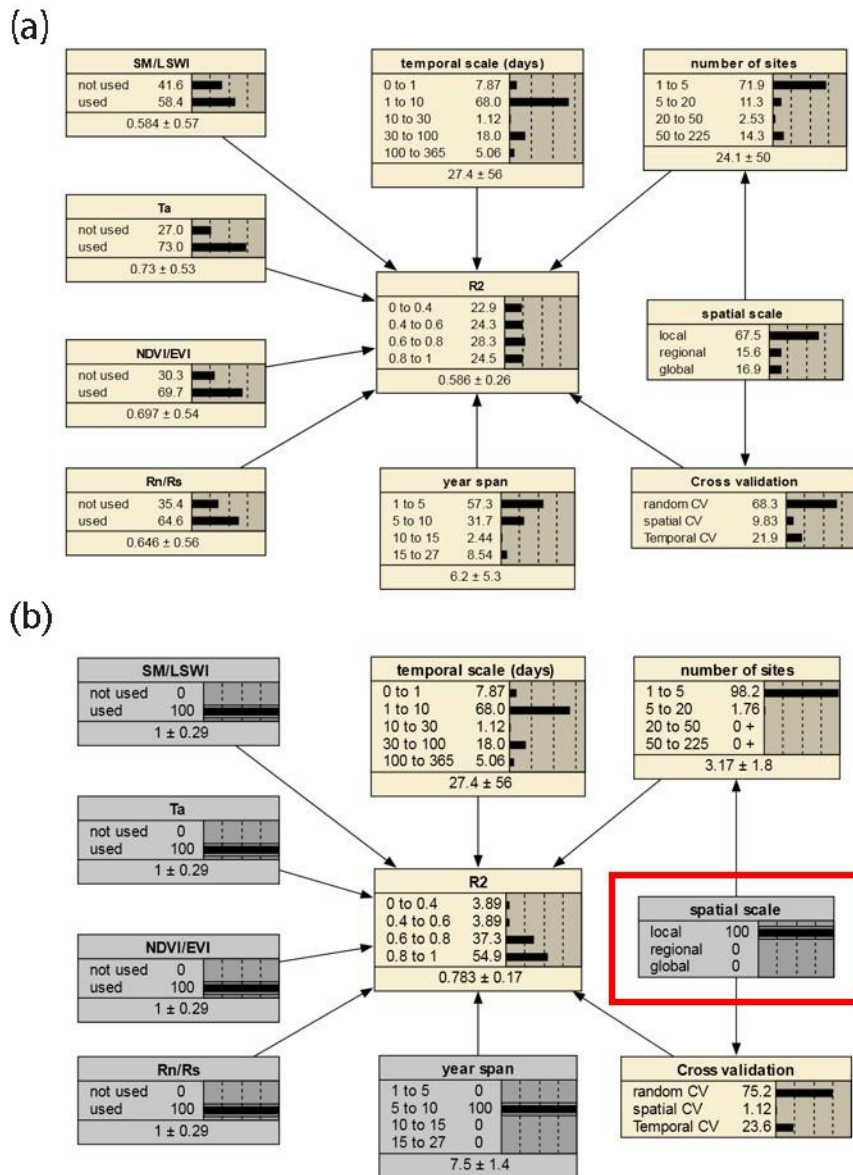 (a)
SM/LSWI
not used 41.6
used 58.4
0.584 ± 0.57
temporal scale (days)
0 to 1 7.87
1 to 10 68.0
10 to 30 1.12
30 to 100 18.0
100 to 365 5.06
27.4 ± 56
number of sites
1 to 5 71.9
5 to 20 11.3
20 to 50 2.53
50 to 225 14.3
24.1 ± 50
Ta
not used 27.0
used 73.0
0.73 ± 0.53
R2
0 to 0.4 22.9
0.4 to 0.6 24.3
0.6 to 0.8 28.3
0.8 to 1 24.5
0.586 ± 0.26
spatial scale
local 67.5
regional 15.6
global 16.9
NDVI/EVI
not used 30.3
used 69.7
0.697 ± 0.54
Rn/Rs
not used 35.4
used 64.6
0.646 ± 0.56
year span
1 to 5 57.3
5 to 10 31.7
10 to 15 2.44
15 to 27 8.54
6.2 ± 5.3
Cross validation
random CV 68.3
spatial CV 9.83
Temporal CV 21.9
(b)
SM/LSWI
not used 0
used 100
1 ± 0.29
temporal scale (days)
0 to 1 7.87
1 to 10 68.0
10 to 30 1.12
30 to 100 18.0
100 to 365 5.06
27.4 ± 56
number of sites
1 to 5 98.2
5 to 20 1.76
20 to 50 0 +
50 to 225 0 +
3.17 ± 1.8
Ta
not used 0
used 100
1 ± 0.29
R2
0 to 0.4 3.89
0.4 to 0.6 3.89
0.6 to 0.8 37.3
0.8 to 1 54.9
0.783 ± 0.17
spatial scale
local 100
regional 0
global 0
NDVI/EVI
not used 0
used 100
1 ± 0.29
Rn/Rs
not used 0
used 100
1 ± 0.29
year span
1 to 5 0
5 to 10 100
10 to 15 0
15 to 27 0
7.5 ± 1.4
Cross validation
random CV 75.2
spatial CV 1.12
Temporal CV 23.6